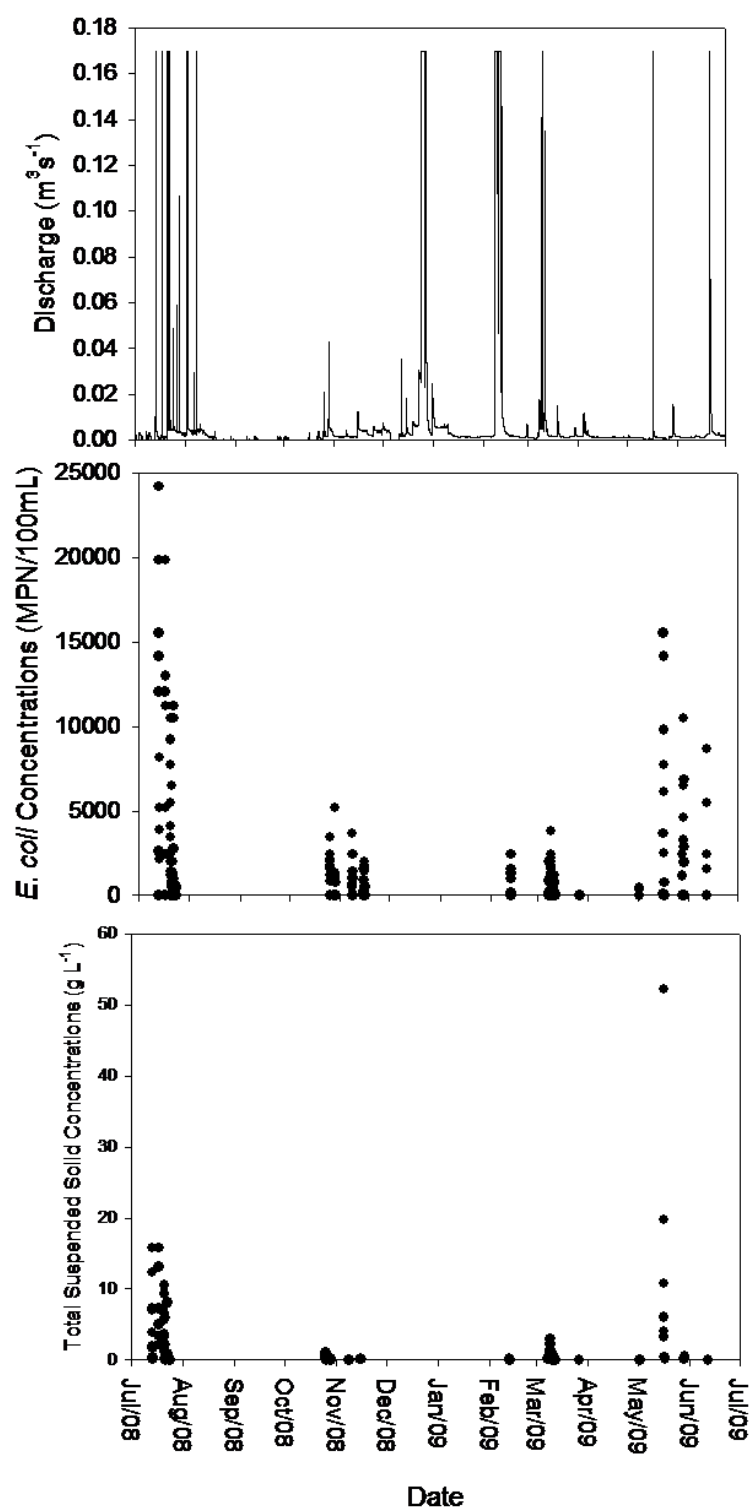 Discharge (m³s⁻¹)
0.18
0.16
0.14
0.12
0.10
0.08
0.06
0.04
0.02
0.00
E. coli Concentrations (MPN/100mL)
25000
20000
15000
10000
5000
0
Total Suspended Solid Concentrations (g L⁻¹)
60
50
40
30
20
10
0
Jul/08
Aug/08
Sep/08
Oct/08
Nov/08
Dec/08
Jan/09
Feb/09
Mar/09
Apr/09
May/09
Jun/09
Jul/09
Date